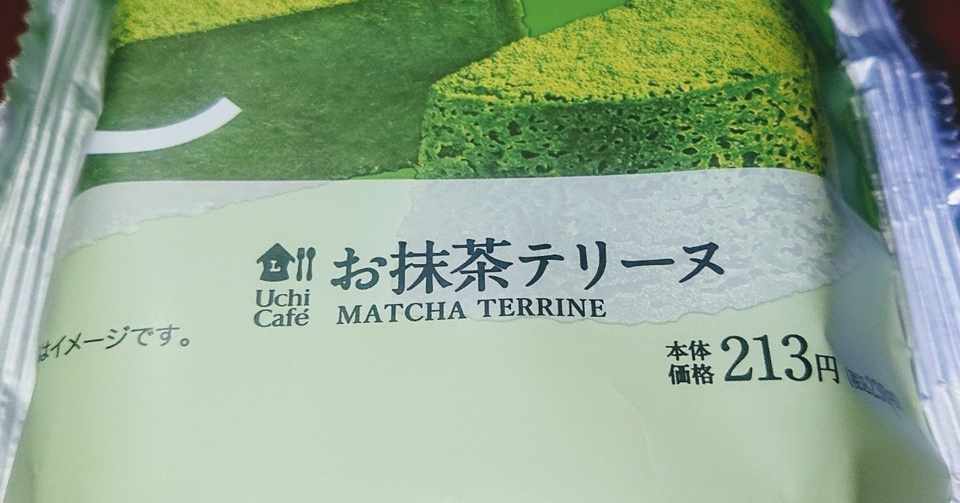 Uchi
Café
お抹茶テリーヌ
MATCHA TERRINE
はイメージです。
本体
価格 213円